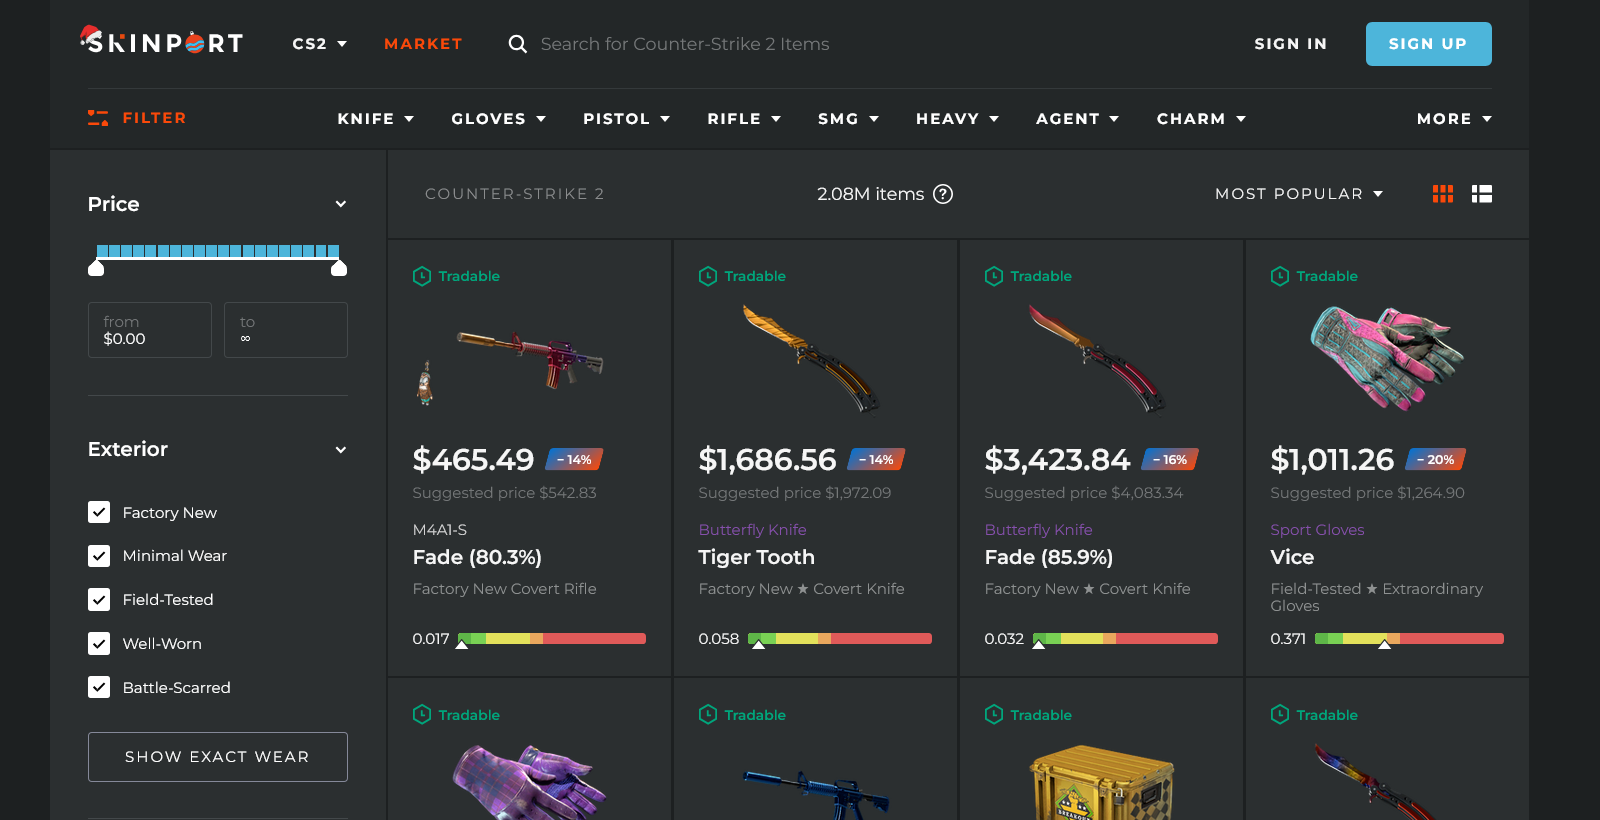 SKINPORT
CS2
MARKET
Search for Counter-Strike 2 Items
SIGN IN
SIGN UP
FILTER
KNIFE
GLOVES
PISTOL
RIFLE
SMG
HEAVY
AGENT
CHARM
MORE
Price
from
$0.00
to
∞
Exterior
Factory New
Minimal Wear
Field-Tested
Well-Worn
Battle-Scarred
SHOW EXACT WEAR
COUNTER-STRIKE 2
2.08M items ?
MOST POPULAR
Tradable
$465.49 – 14%
Suggested price $542.83
M4A1-S
Fade (80.3%)
Factory New Covert Rifle
0.017
Tradable
$1,686.56 – 14%
Suggested price $1,972.09
Butterfly Knife
Tiger Tooth
Factory New ★ Covert Knife
0.058
Tradable
$3,423.84 – 16%
Suggested price $4,083.34
Butterfly Knife
Fade (85.9%)
Factory New ★ Covert Knife
0.032
Tradable
$1,011.26 – 20%
Suggested price $1,264.90
Sport Gloves
Vice
Field-Tested ★ Extraordinary
Gloves
0.371
Tradable
Tradable
Tradable
BREAKOUT
Tradable